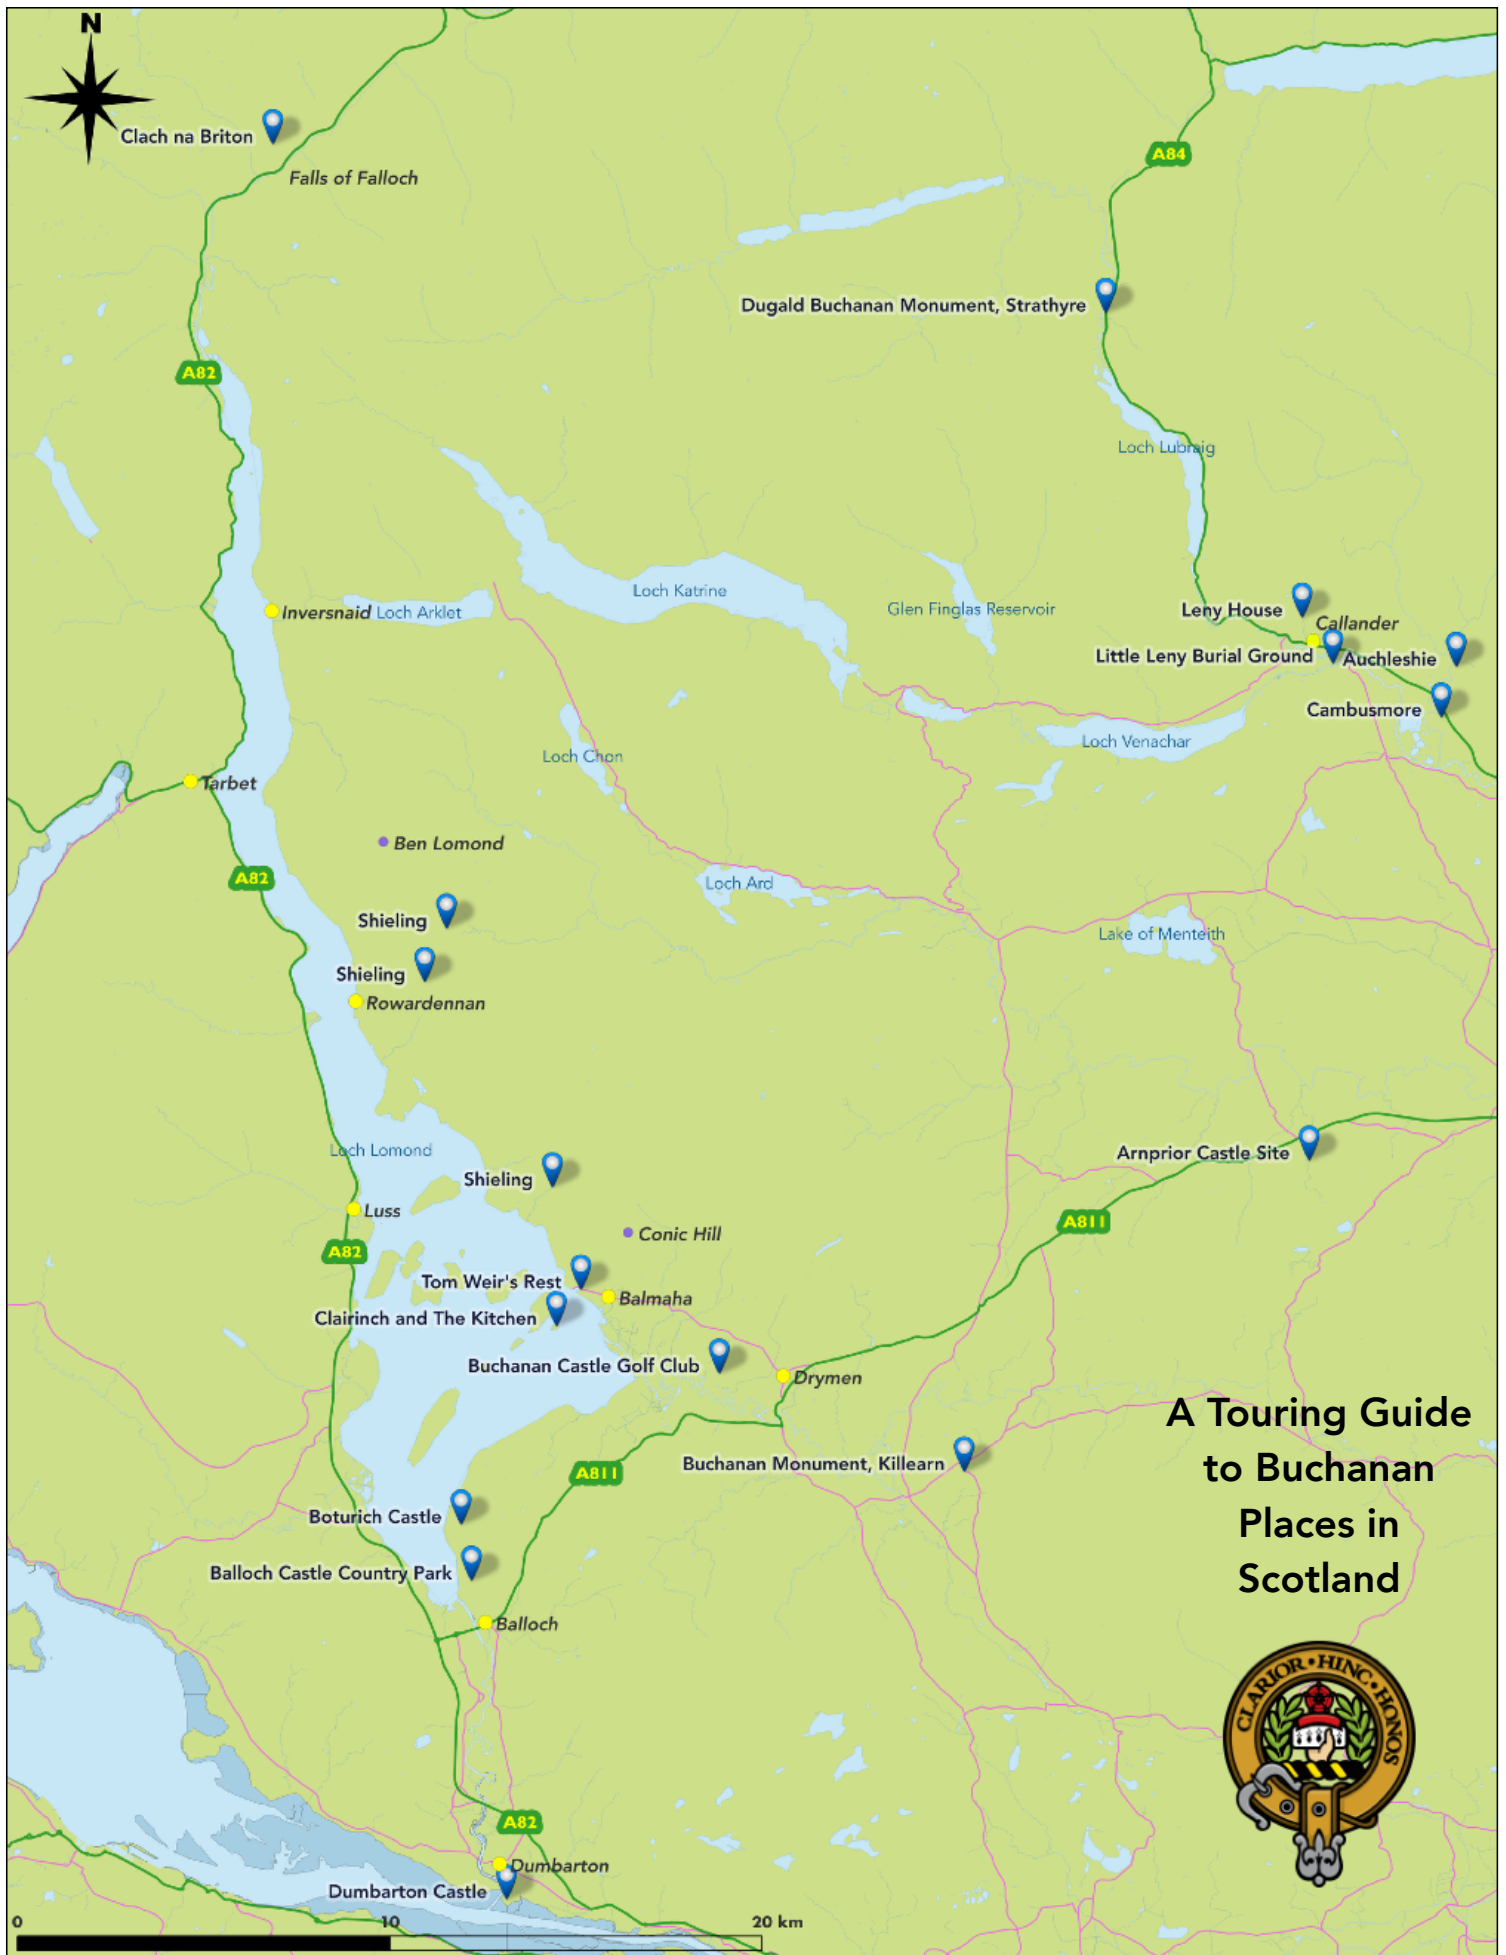 N
Clach na Briton
Falls of Falloch
A84
Dugald Buchanan Monument, Strathyre
A82
Loch Lubraig
Loch Katrine
Glen Finglas Reservoir
Inversnaid
Loch Arklet
Leny House
Callander
Little Leny Burial Ground
Auchleshie
Cambusmore
Loch Venachar
Loch Chon
Tarbet
Ben Lomond
A82
Loch Ard
Shieling
Lake of Menteith
Shieling
Rowardennan
Loch Lomond
Arnprior Castle Site
Shieling
Luss
A811
Conic Hill
A82
Tom Weir's Rest
Balmaha
Clairinch and The Kitchen
Buchanan Castle Golf Club
Drymen
A Touring Guide
to Buchanan
Places in
Scotland
Buchanan Monument, Killearn
A811
Boturich Castle
Balloch Castle Country Park
Balloch
CLARIOR•HINC•HONOS
A82
Dumbarton
Dumbarton Castle
0 10 20 km